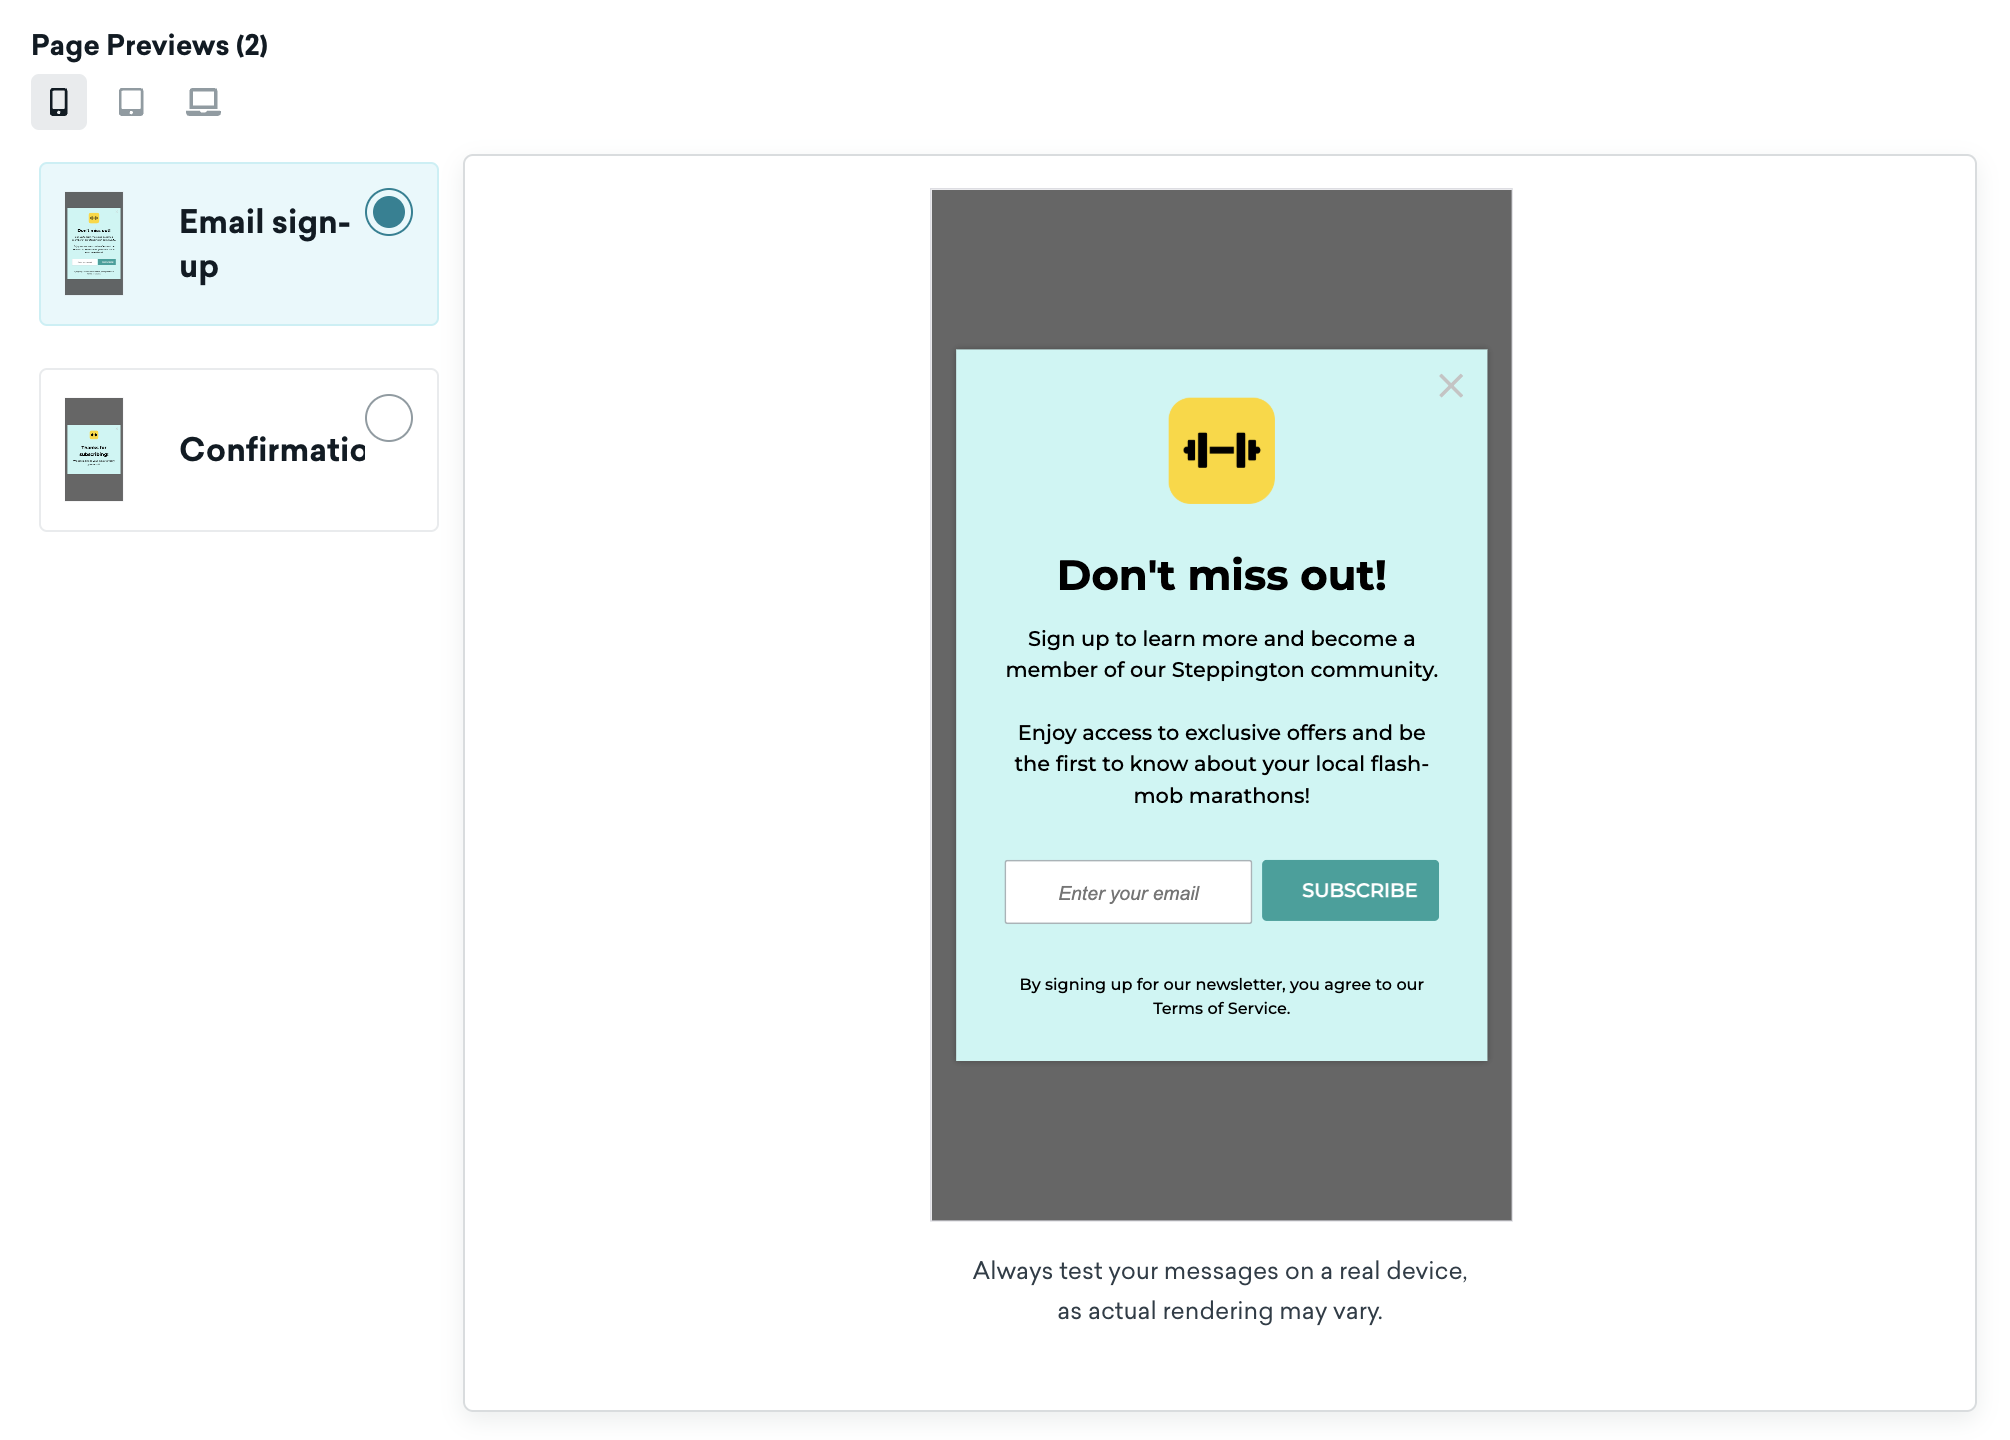 Page Previews (2)
Email sign-
up
Confirmatio
Don't miss out!
Sign up to learn more and become a
member of our Steppington community.
Enjoy access to exclusive offers and be
the first to know about your local flash-
mob marathons!
Enter your email
SUBSCRIBE
By signing up for our newsletter, you agree to our
Terms of Service.
Always test your messages on a real device,
as actual rendering may vary.